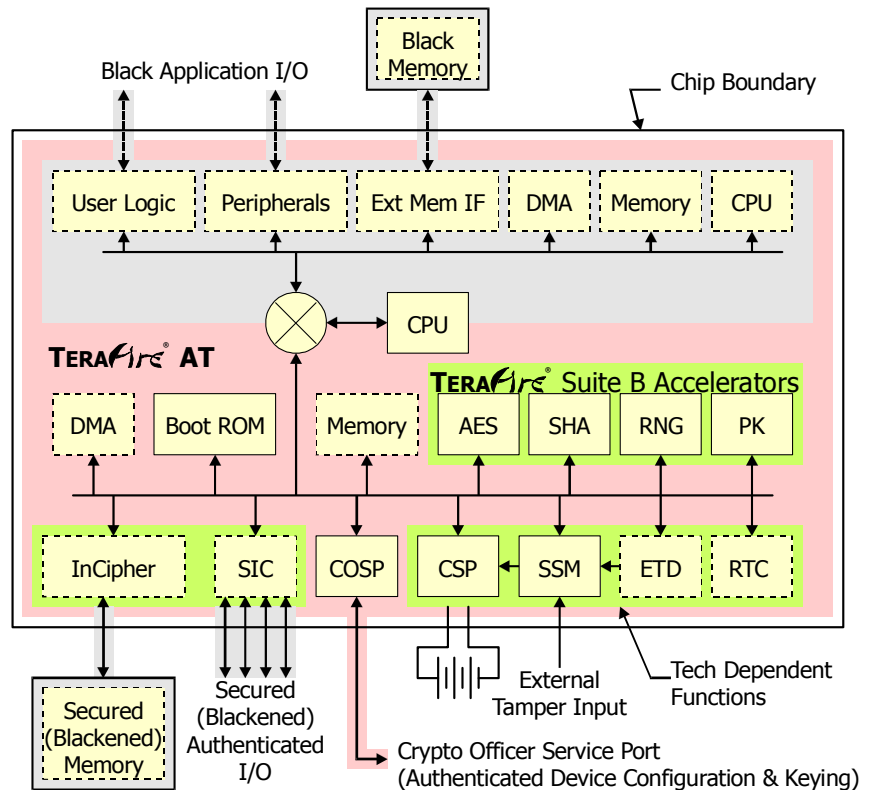 Black Application I/O
Black
Memory
Chip Boundary
User Logic
Peripherals
Ext Mem IF
DMA
Memory
CPU
CPU
TERAFire® AT
TERAFire® Suite B Accelerators
DMA
Boot ROM
Memory
AES
SHA
RNG
PK
InCipher
SIC
COSP
CSP
SSM
ETD
RTC
Secured
(Blackened)
Memory
Secured
(Blackened)
Authenticated
I/O
External
Tamper Input
Tech Dependent
Functions
Crypto Officer Service Port
(Authenticated Device Configuration & Keying)